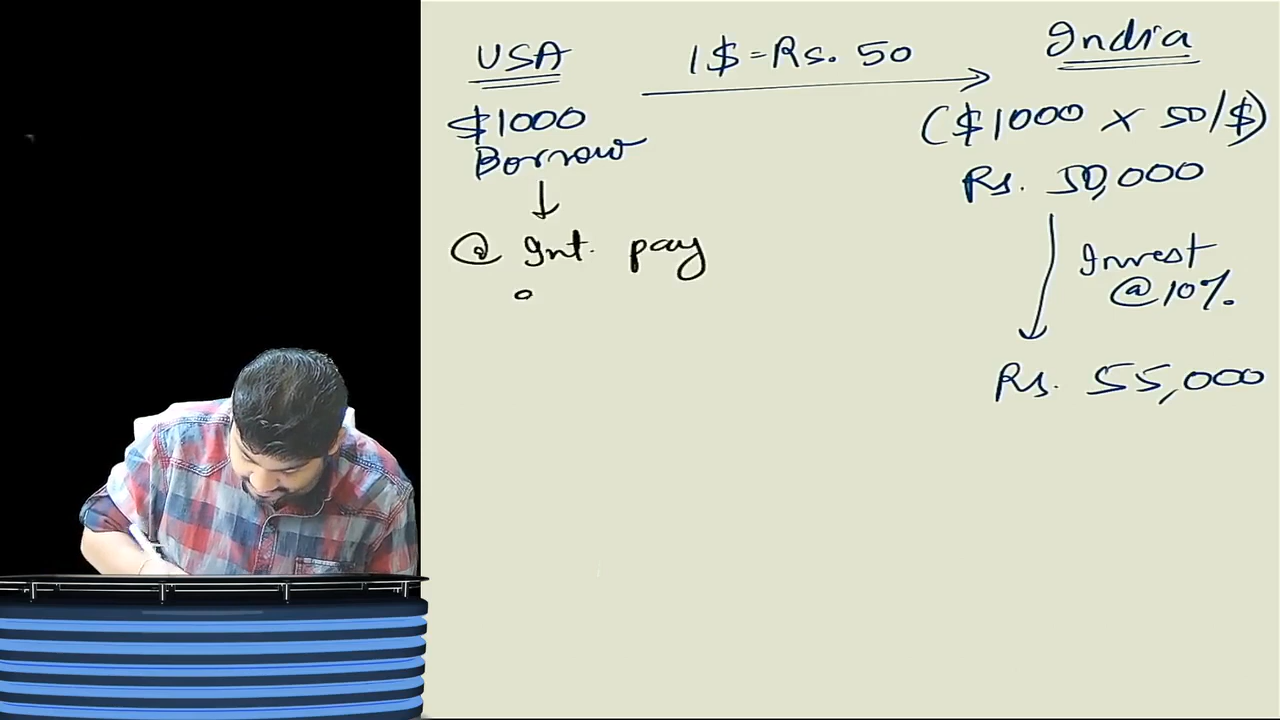 USA
1$=Rs. 50
India
$1000
Borrow
($1000 x 50/$)
Rs. 50,000
@ Int. pay
Invest
@10%.
Rs. 55,000